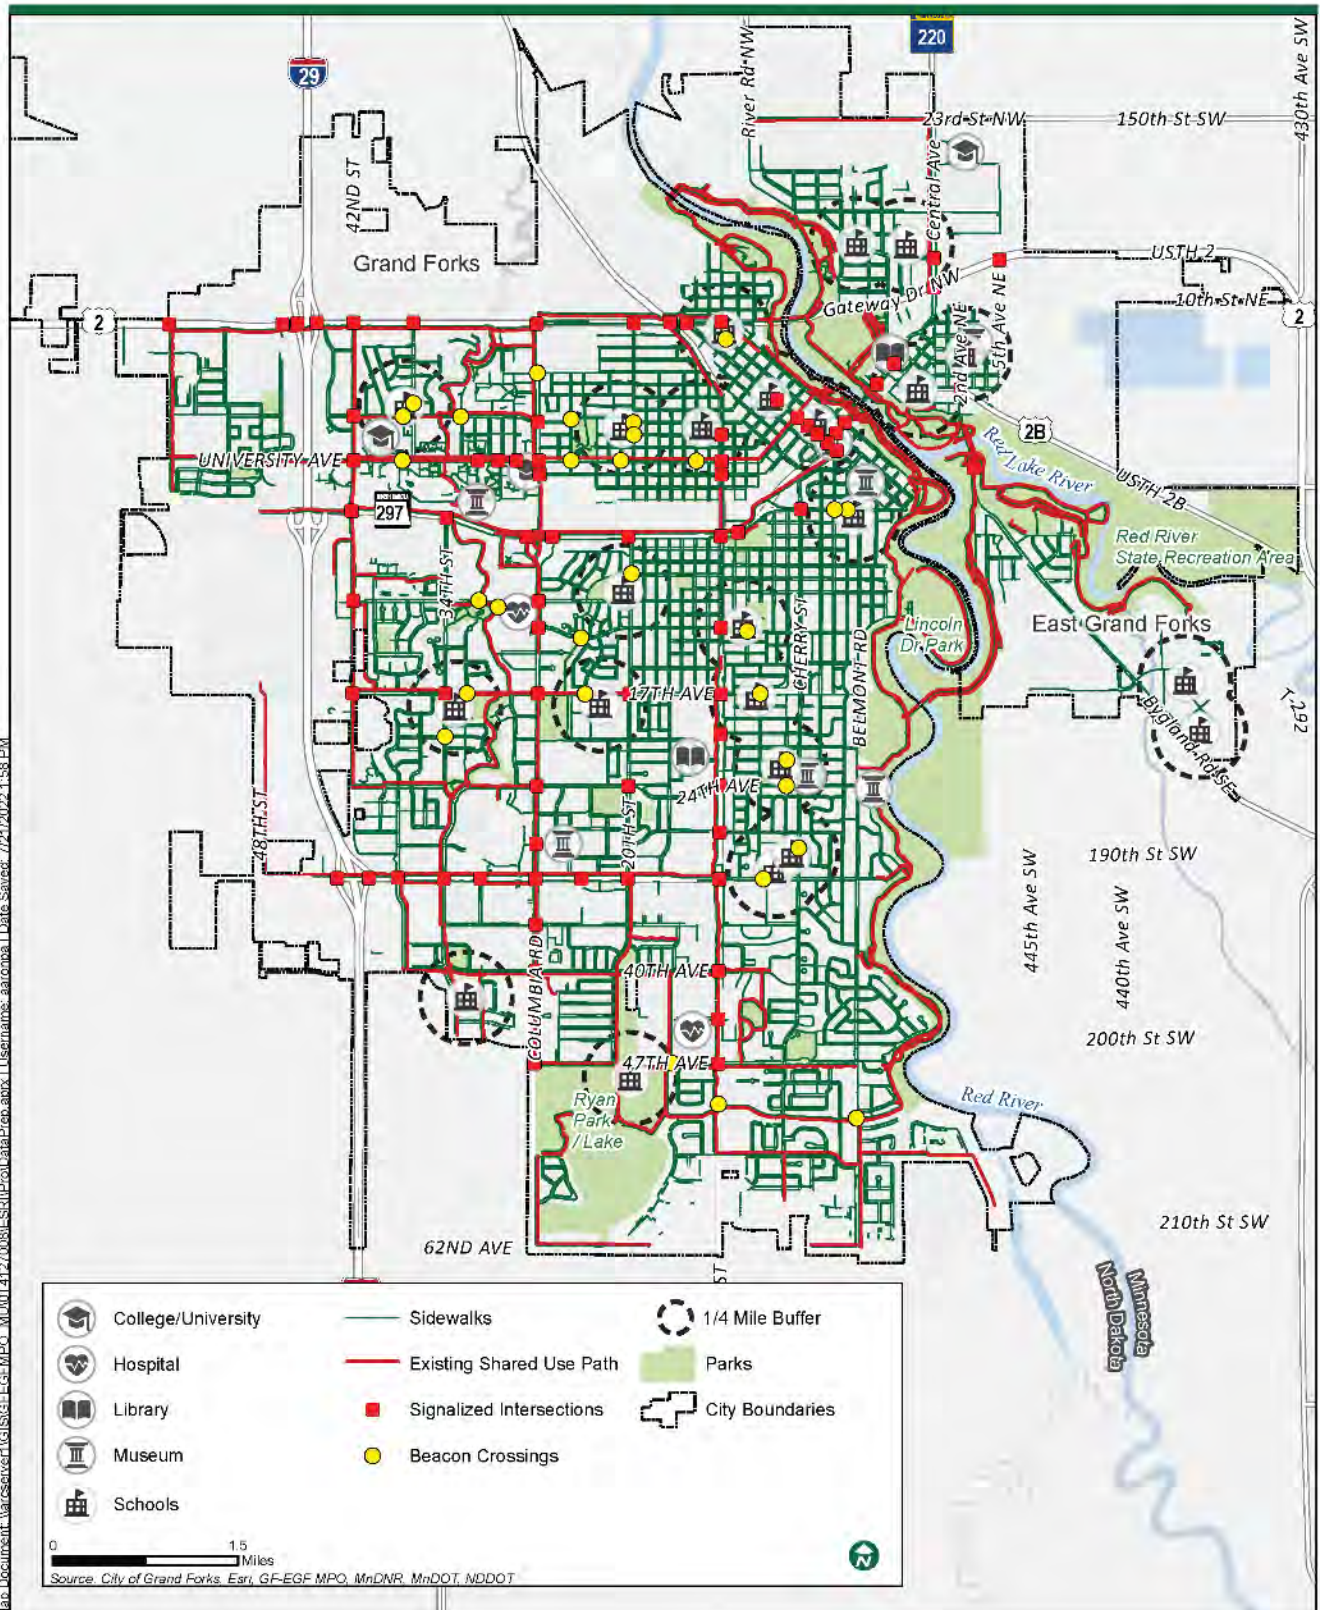 220
29
River Rd NW
430th Ave SW
23rd St NW
150th St SW
Central Ave
42ND ST
Grand Forks
USTH 2
Gateway Dr NW
10th St NE
2
2
2nd Ave NE
5th Ave NE
2B
UNIVERSITY AVE
Red Lake River
USTH 2B
297
Red River
State Recreation Area
34TH ST
Lincoln
Dr Park
East Grand Forks
CHERRY ST
BELMONT RD
17TH AVE
Bygland Rd SE
T-292
24TH AVE
48TH ST
20TH ST
190th St SW
445th Ave SW
440th Ave SW
COLUMBIA RD
40TH AVE
200th St SW
47TH AVE
Red River
Ryan
Park
/ Lake
210th St SW
62ND AVE
ST
Minnesota
North Dakota
College/University
Hospital
Library
Museum
Schools
Sidewalks
Existing Shared Use Path
Signalized Intersections
Beacon Crossings
1/4 Mile Buffer
Parks
City Boundaries
0 1.5
Miles
N
Source: City of Grand Forks, Esri, GF-EGF MPO, MnDNR, MnDOT, NDDOT